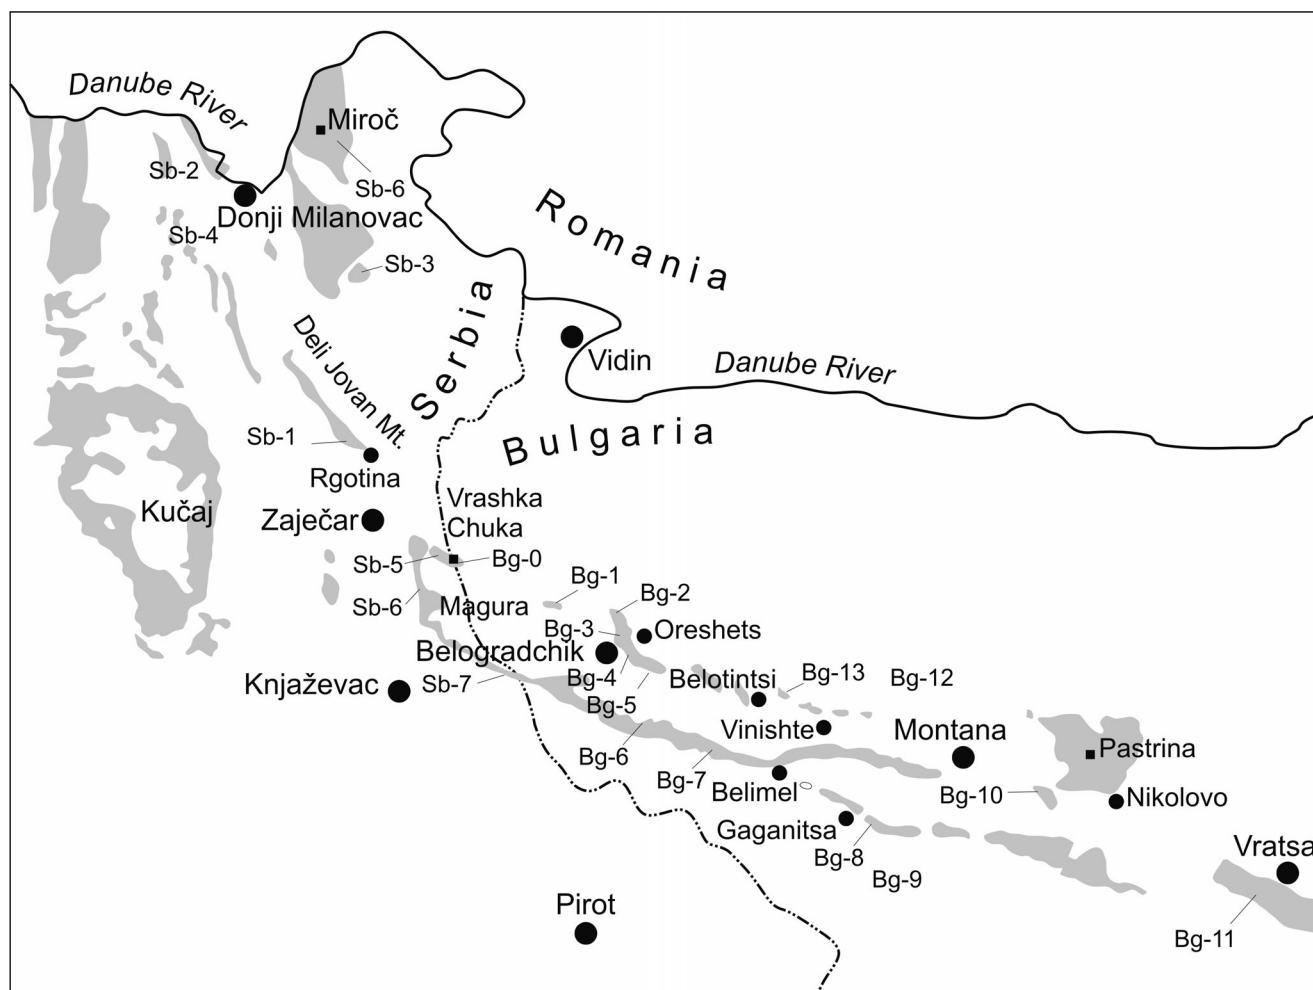 Danube River
Miroč
Sb-2
Sb-6
Donji Milanovac
Sb-4
Sb-3
Romania
Serbia
Deli Jovan Mt.
Vidin
Danube River
Sb-1
Bulgaria
Rgotina
Kučaj
Zaječar
Vrashka
Chuka
Sb-5
Bg-0
Bg-1
Bg-2
Sb-6
Magura
Bg-3
Oreshets
Belogradchik
Knjaževac
Sb-7
Bg-4
Belotintsi
Bg-13
Bg-12
Bg-5
Vinishte
Montana
Pastrina
Bg-6
Bg-7
Belimel
Bg-10
Nikolovo
Gaganitsa
Bg-8
Bg-9
Vratsa
Pirot
Bg-11